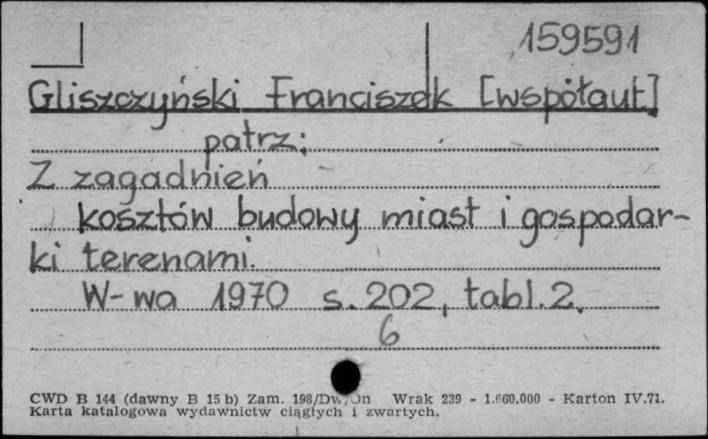 159591
Gliszczyński Franciszek [współaut]
patrz:
Z zagadnień
kosztów budowy miast i gospodar-
ki terenami.
W-wa 1970 s. 202, tabl. 2.
6
CWD B 144 (dawny B 15 b) Zam. 198/Dw/On Wrak 239 - 1.660.000 - Karton IV.71.
Karta katalogowa wydawnictw ciągłych i zwartych.